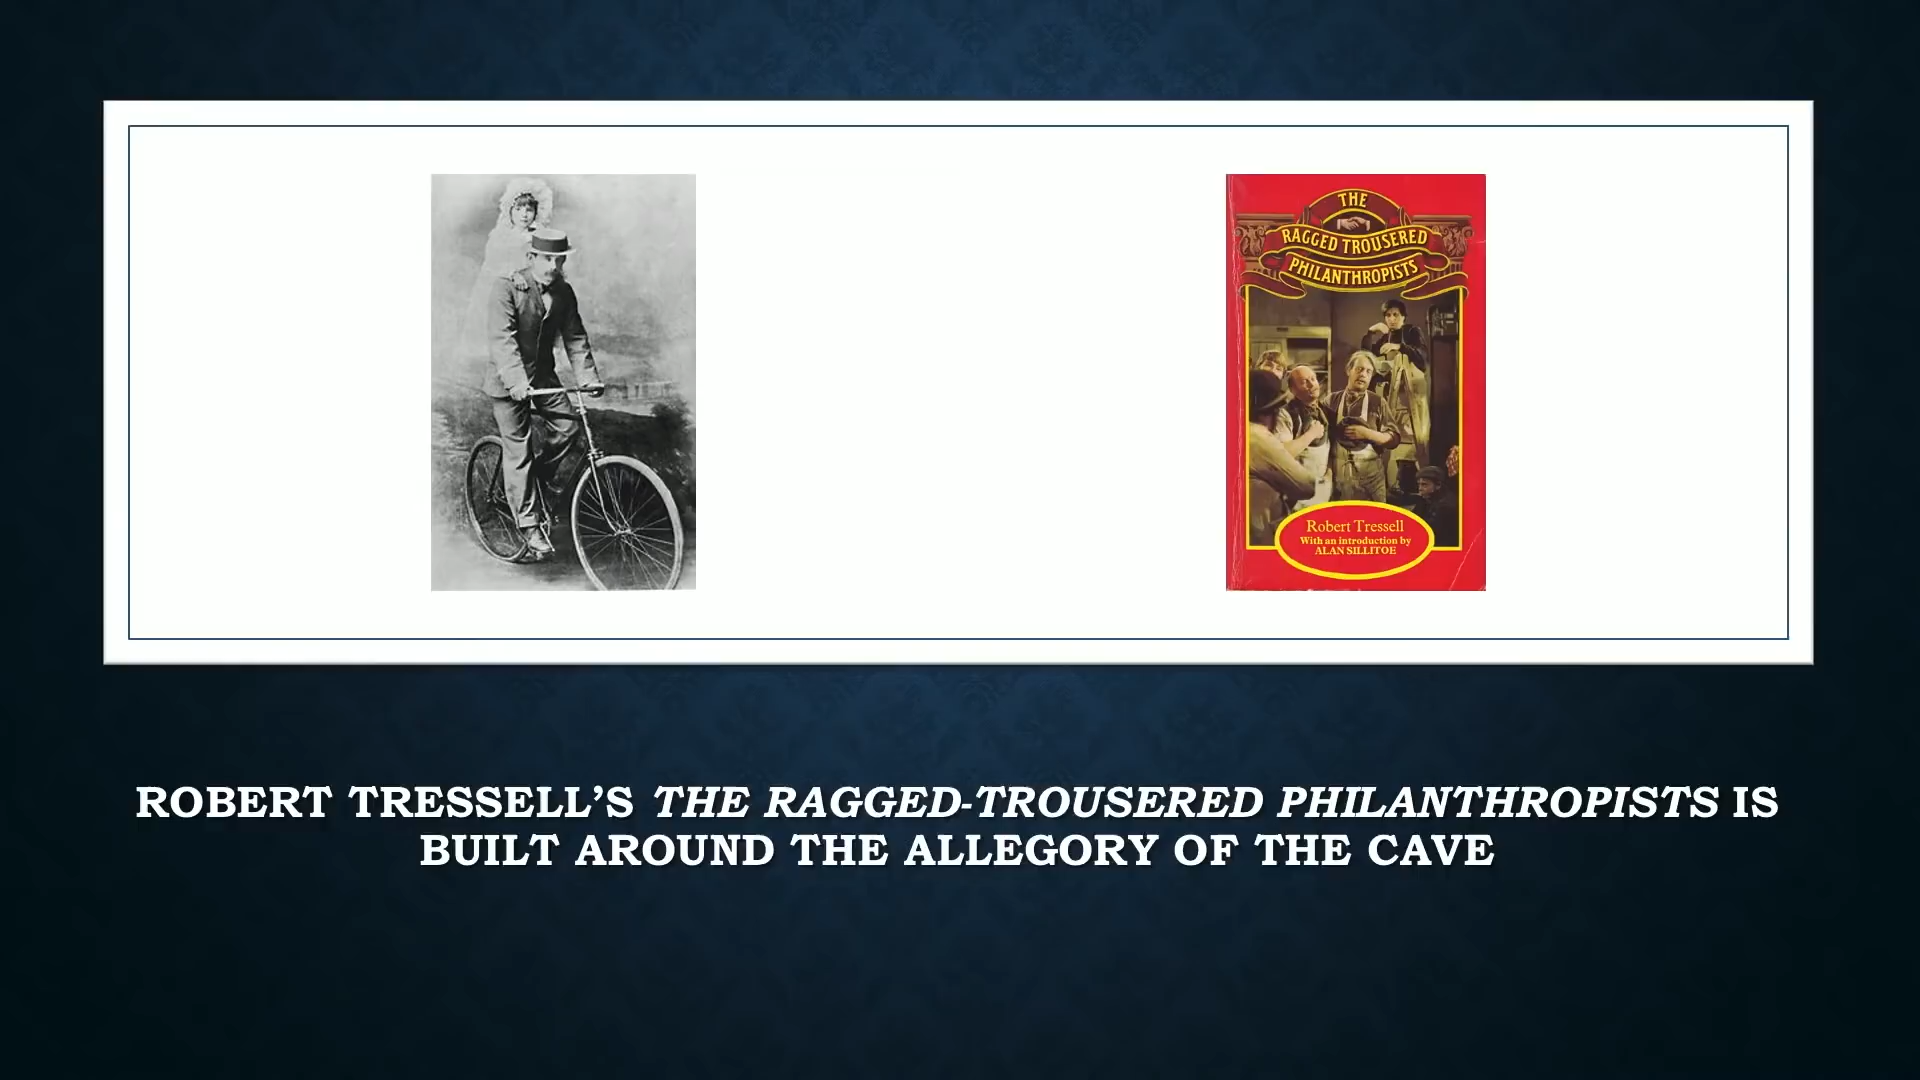 THE
RAGGED TROUSERED
PHILANTHROPISTS
Robert Tressell
With an introduction by
ALAN SILLITOE
ROBERT TRESSELL’S THE RAGGED-TROUSERED PHILANTHROPISTS IS
BUILT AROUND THE ALLEGORY OF THE CAVE